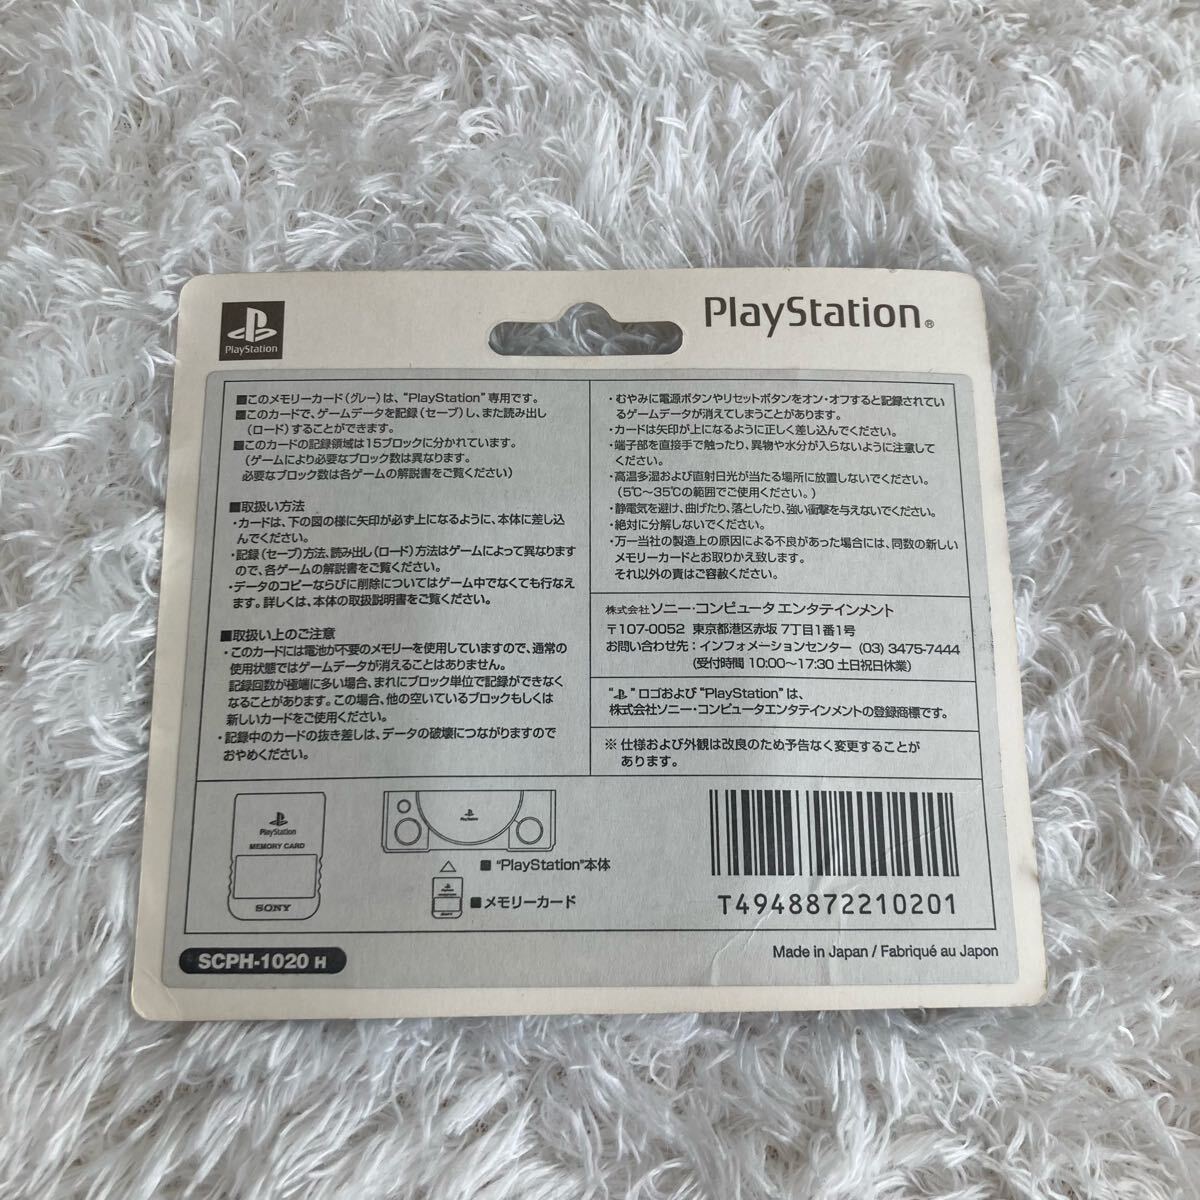 PlayStation
PlayStation®
■このメモリーカード(グレー)は、“PlayStation”専用です。
■このカードで、ゲームデータを記録(セーブ)し、また読み出し
(ロード)することができます。
■このカードの記録領域は15ブロックに分かれています。
(ゲームにより必要なブロック数は異なります。
必要なブロック数は各ゲームの解説書をご覧ください)
■取扱い方法
・カードは、下の図の様に矢印が必ず上になるように、本体に差し込
んでください。
・記録(セーブ)方法、読み出し(ロード)方法はゲームによって異なります
ので、各ゲームの解説書をご覧ください。
・データのコピーならびに削除についてはゲーム中でなくても行なえ
ます。詳しくは、本体の取扱説明書をご覧ください。
■取扱い上のご注意
・このカードには電池が不要のメモリーを使用していますので、通常の
使用状態ではゲームデータが消えることはありません。
記録回数が極端に多い場合、まれにブロック単位で記録ができなく
なることがあります。この場合、他の空いているブロックもしくは
新しいカードをご使用ください。
・記録中のカードの抜き差しは、データの破壊につながりますので
おやめください。
・むやみに電源ボタンやリセットボタンをオン・オフすると記録されてい
るゲームデータが消えてしまうことがあります。
・カードは矢印が上になるように正しく差し込んでください。
・端子部を直接手で触ったり、異物や水分が入らないように注意して
ください。
・高温多湿および直射日光が当たる場所に放置しないでください。
(5℃〜35℃の範囲でご使用ください。)
・静電気を避け、曲げたり、落としたり、強い衝撃を与えないでください。
・絶対に分解しないでください。
・万一当社の製造上の原因による不良があった場合には、同数の新しい
メモリーカードとお取りかえ致します。
それ以外の責はご容赦ください。
株式会社 ソニー・コンピュータ エンタテインメント
〒107-0052 東京都港区赤坂 7丁目1番1号
お問い合わせ先：インフォメーションセンター (03) 3475-7444
(受付時間 10:00〜17:30 土日祝日休業)
“ ”ロゴおよび“PlayStation”は、
株式会社ソニー・コンピュータエンタテインメントの登録商標です。
※ 仕様および外観は改良のため予告なく変更することが
あります。
PlayStation
MEMORY CARD
SONY
PlayStation
■ “PlayStation”本体
■ メモリーカード
T4948872210201
SCPH-1020 H
Made in Japan / Fabriqué au Japon